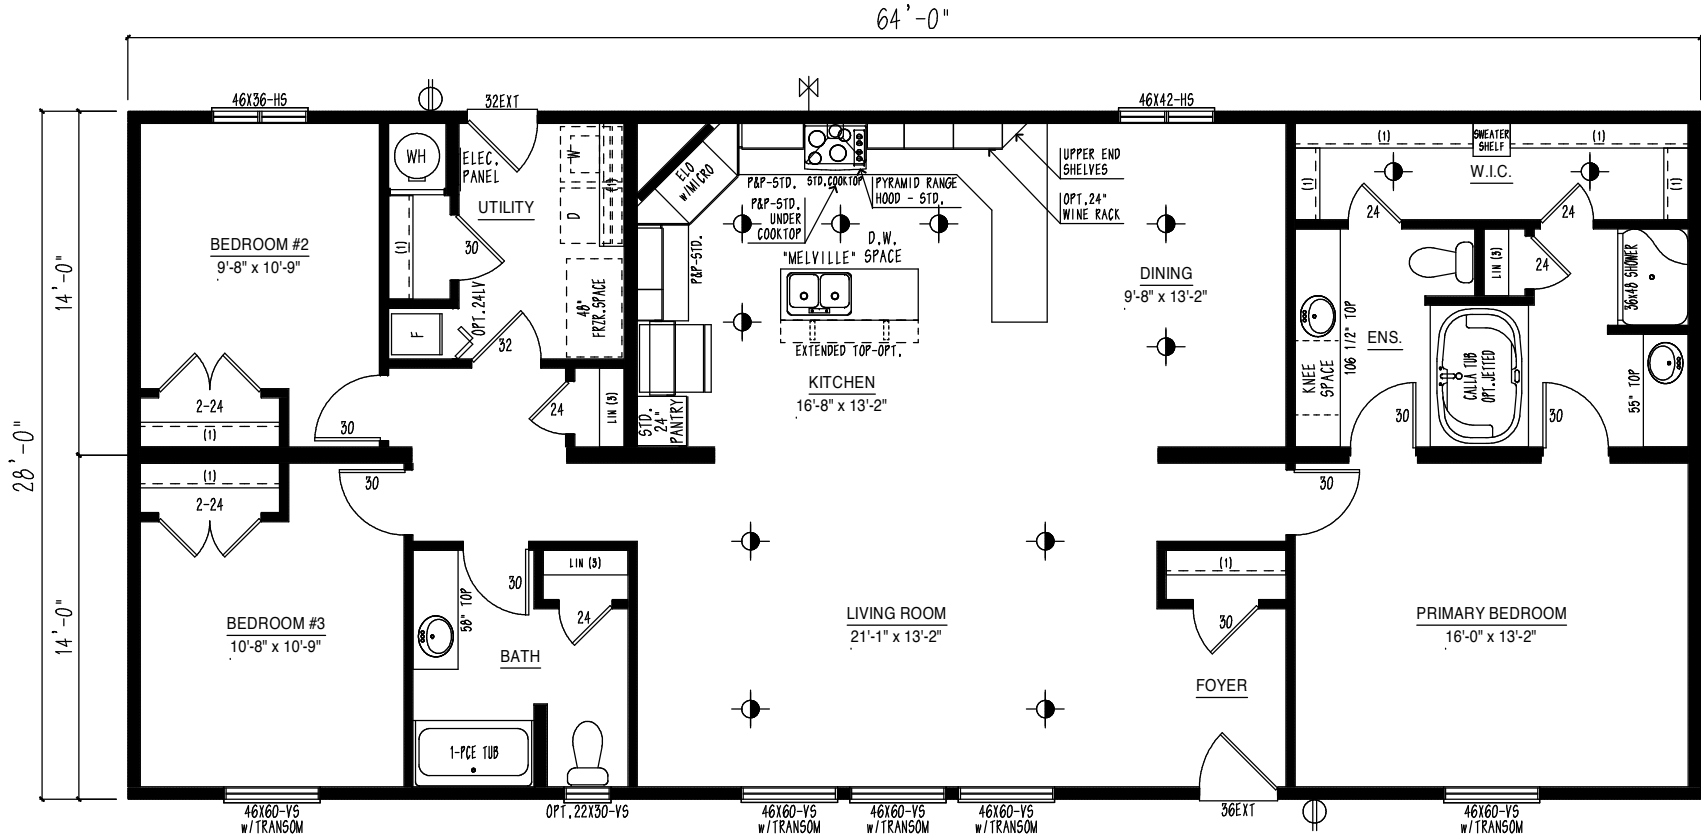 64'-0"
46X36-HS
32EXT
46X42-HS
WH
ELEC.
PANEL
W
(1)
D
UTILITY
(1)
30
BEDROOM #2
9'-8" x 10'-9"
14'-0"
28'-0"
OPT.24LV
48"
FRZR.SPACE
F
32
2-24
(1)
30
24
LIN (3)
ELO
w/MICRO
P&P-STD.
STD.COOKTOP
P&P-STD.
UNDER
COOKTOP
PYRAMID RANGE
HOOD - STD.
UPPER END
SHELVES
OPT.24"
WINE RACK
P&P-STD.
D.W.
SPACE
"MELVILLE"
EXTENDED TOP-OPT.
KITCHEN
16'-8" x 13'-2"
STD.
24"
PANTRY
DINING
9'-8" x 13'-2"
(1)
SWEATER
SHELF
(1)
(1)
W.I.C.
(1)
24
24
LIN (3)
24
36x48 SHOWER
106 1/2" TOP
ENS.
KNEE
SPACE
CALLA TUB
OPT.JETTED
55" TOP
30
30
(1)
2-24
30
30
BEDROOM #3
10'-8" x 10'-9"
14'-0"
30
LIN (3)
58" TOP
24
BATH
1-PCE TUB
LIVING ROOM
21'-1" x 13'-2"
(1)
30
FOYER
PRIMARY BEDROOM
16'-0" x 13'-2"
46X60-VS
w/TRANSOM
OPT.22X30-VS
46X60-VS
w/TRANSOM
46X60-VS
w/TRANSOM
46X60-VS
w/TRANSOM
36EXT
46X60-VS
w/TRANSOM